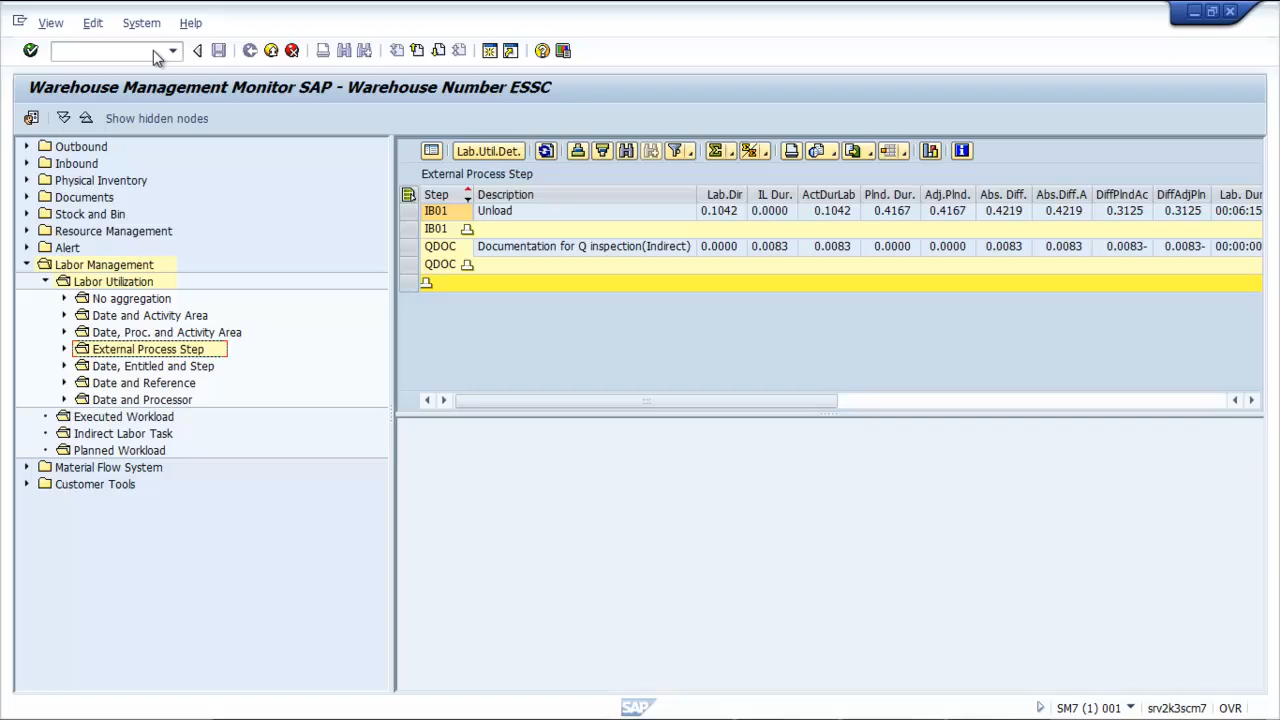 View Edit System Help
Warehouse Management Monitor SAP - Warehouse Number ESSC
Show hidden nodes
Outbound
Inbound
Physical Inventory
Documents
Stock and Bin
Resource Management
Alert
Labor Management
Labor Utilization
No aggregation
Date and Activity Area
Date, Proc. and Activity Area
External Process Step
Date, Entitled and Step
Date and Reference
Date and Processor
Executed Workload
Indirect Labor Task
Planned Workload
Material Flow System
Customer Tools
Lab.Util.Det.
External Process Step
Step Description Lab.Dir IL Dur. ActDurLab Plnd. Dur. Adj.Plnd. Abs. Diff. Abs.Diff.A DiffPlndAc DiffAdjPln Lab. Dur
IB01 Unload 0.1042 0.0000 0.1042 0.4167 0.4167 0.4219 0.4219 0.3125 0.3125 00:06:15
IB01
QDOC Documentation for Q inspection(Indirect) 0.0000 0.0083 0.0083 0.0000 0.0000 0.0083 0.0083 0.0083- 0.0083- 00:00:00
QDOC
SAP
SM7 (1) 001 srv2k3scm7 OVR